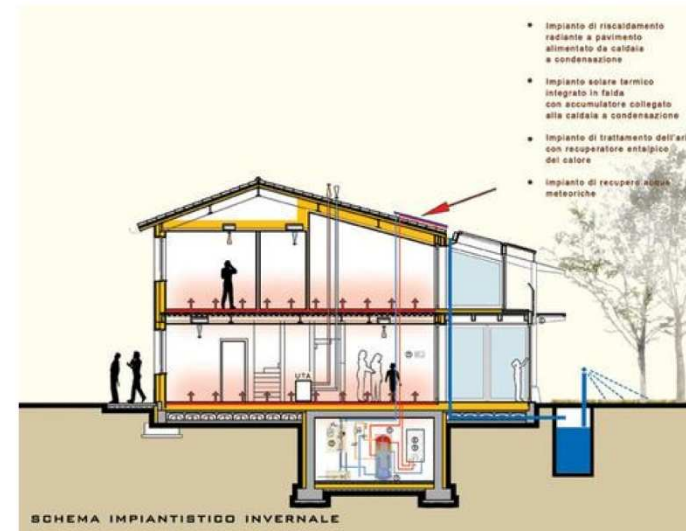 Impianto di riscaldamento
radiante a pavimento
alimentato da caldaia
a condensazione
Impianto solare termico
integrato in falda
con accumulatore collegato
alla caldaia a condensazione
Impianto di trattamento dell'ari
con recuperatore entalpico
del calore
impianto di recupero acque
meteoriche
UTA
SCHEMA IMPIANTISTICO INVERNALE